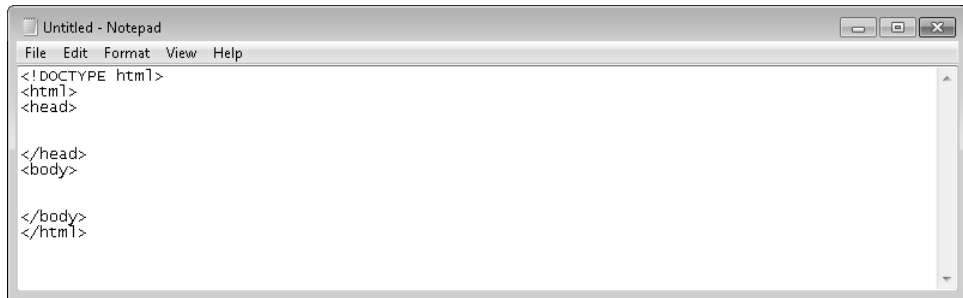 Untitled - Notepad
File Edit Format View Help
<!DOCTYPE html>
<html>
<head>
</head>
<body>
</body>
</html>